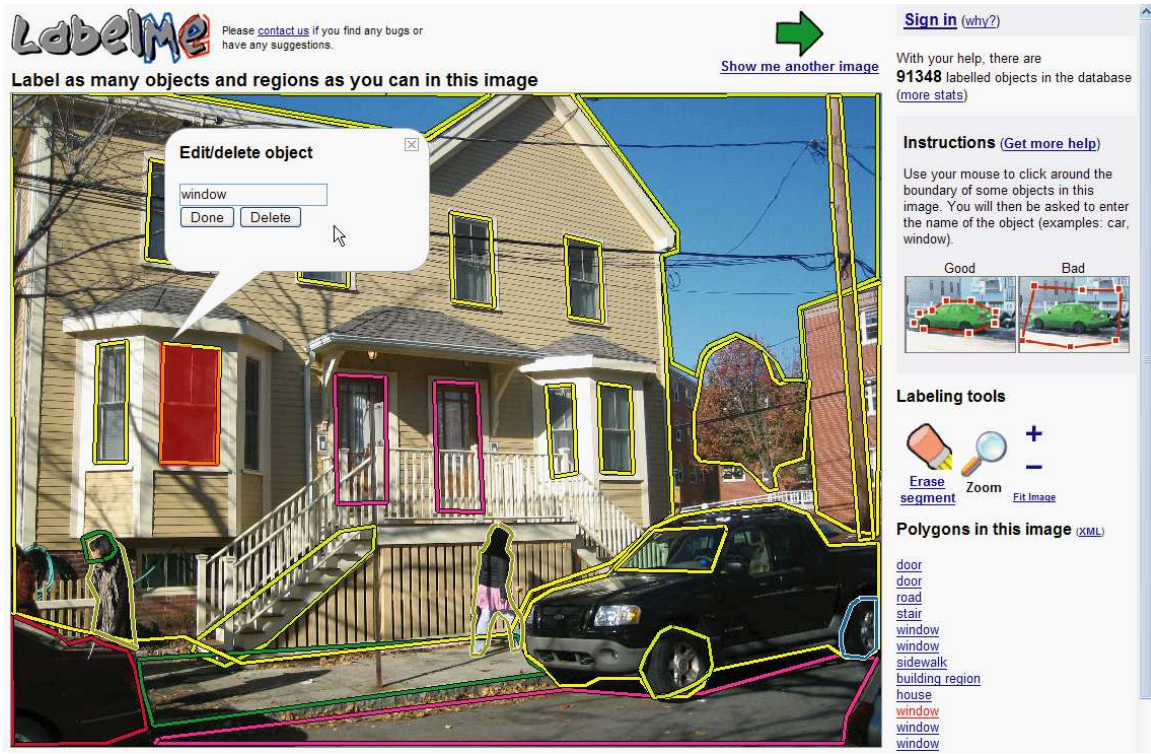 LabelMe
Please contact us if you find any bugs or
have any suggestions.
Show me another image
Label as many objects and regions as you can in this image
Edit/delete object
window
Done
Delete
Sign in (why?)
With your help, there are
91348 labelled objects in the database
(more stats)
Instructions (Get more help)
Use your mouse to click around the
boundary of some objects in this
image. You will then be asked to enter
the name of the object (examples: car,
window).
Good
Bad
Labeling tools
Erase
segment
Zoom
+
−
Fit Image
Polygons in this image (XML)
door
door
road
stair
window
window
sidewalk
building region
house
window
window
window